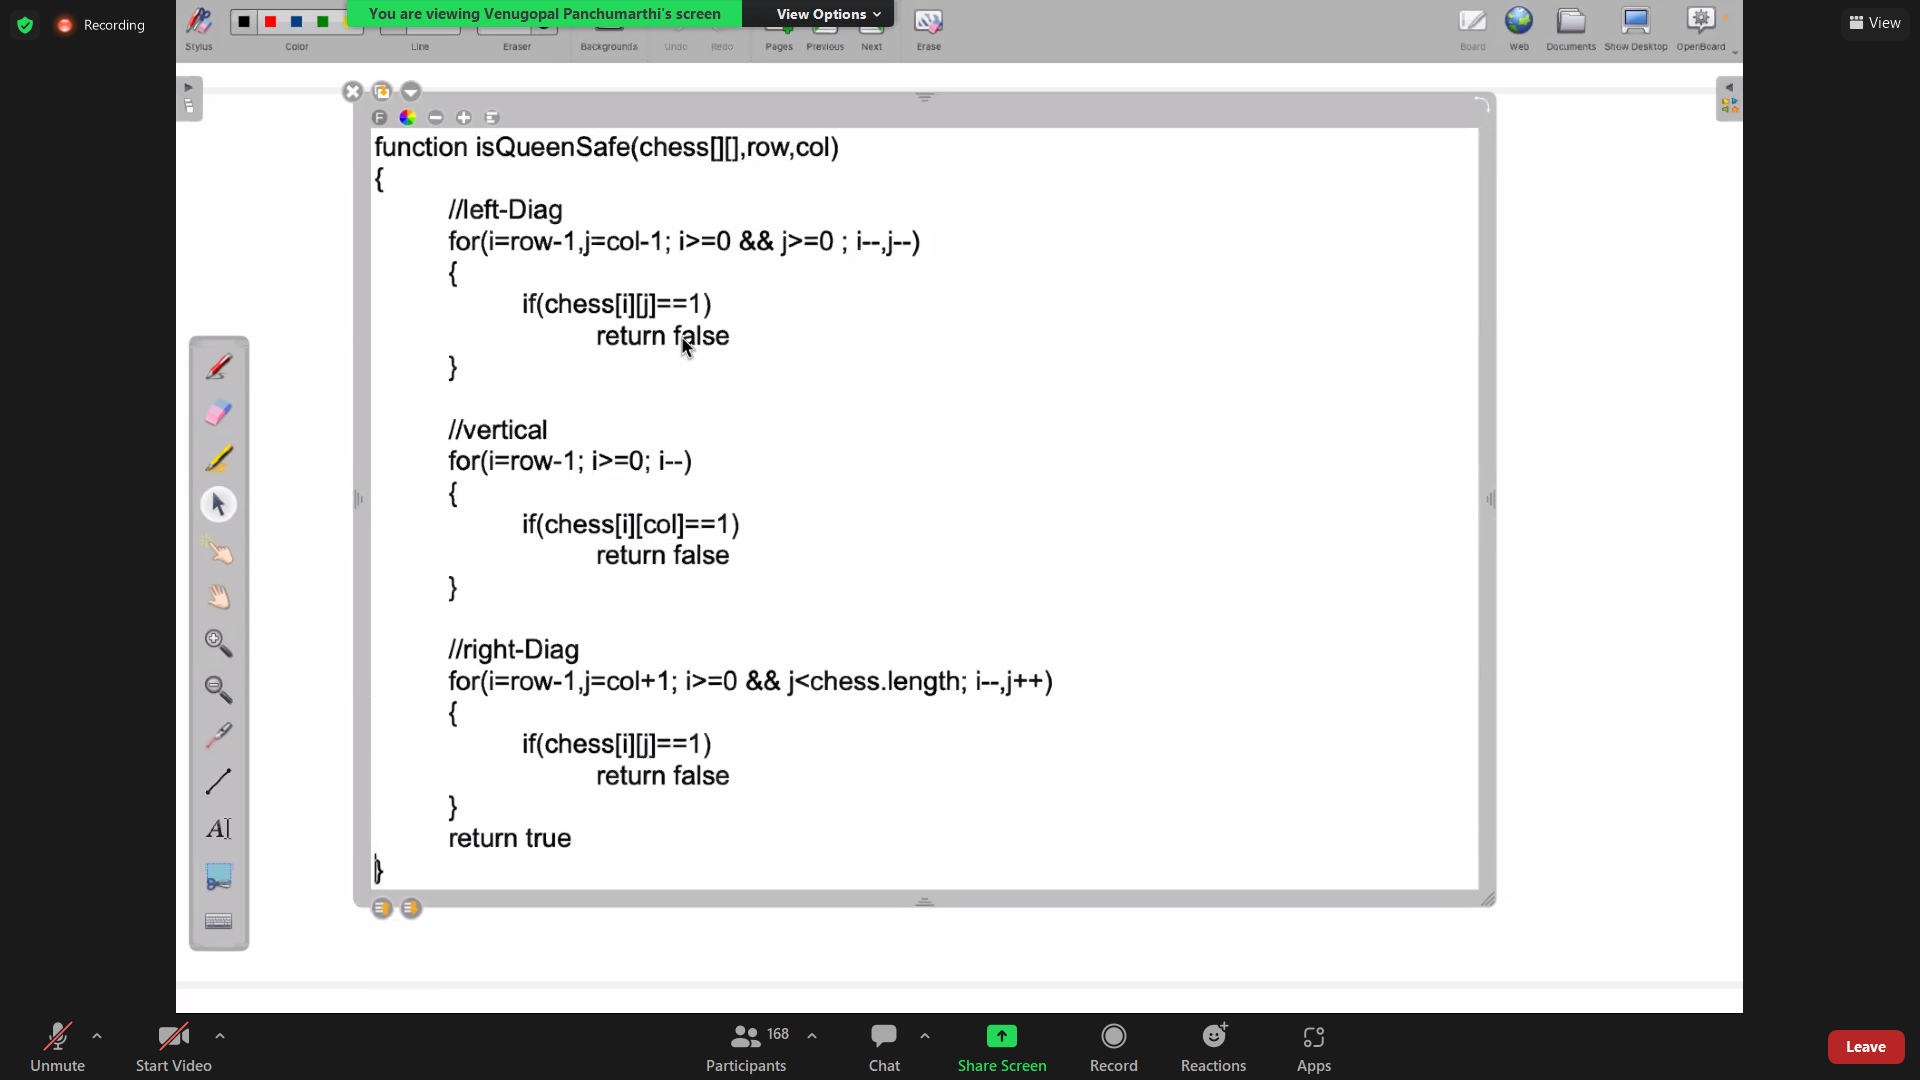 Recording
You are viewing Venugopal Panchumarthi's screen
View Options
View
Stylus
Color
Line
Eraser
Backgrounds
Undo
Redo
Pages
Previous
Next
Erase
Board
Web
Documents
Show Desktop
OpenBoard
F
function isQueenSafe(chess[][],row,col)
{
//left-Diag
for(i=row-1,j=col-1; i>=0 && j>=0 ; i--,j--)
{
if(chess[i][j]==1)
return false
}
//vertical
for(i=row-1; i>=0; i--)
{
if(chess[i][col]==1)
return false
}
//right-Diag
for(i=row-1,j=col+1; i>=0 && j<chess.length; i--,j++)
{
if(chess[i][j]==1)
return false
}
return true
}
Unmute
Start Video
168
Participants
Chat
Share Screen
Record
Reactions
Apps
Leave